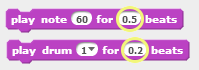 play note 60 for 0.5 beats
play drum 1 for 0.2 beats